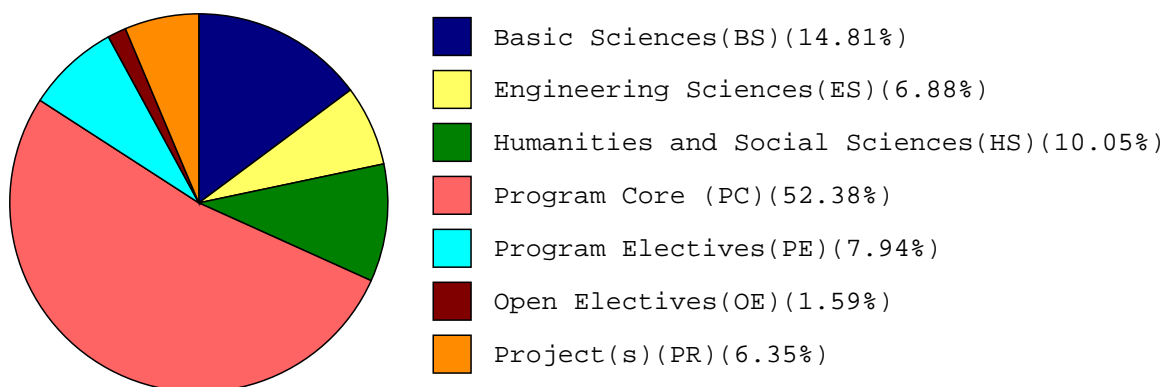 Basic Sciences(BS)(14.81%)
Engineering Sciences(ES)(6.88%)
Humanities and Social Sciences(HS)(10.05%)
Program Core (PC)(52.38%)
Program Electives(PE)(7.94%)
Open Electives(OE)(1.59%)
Project(s)(PR)(6.35%)